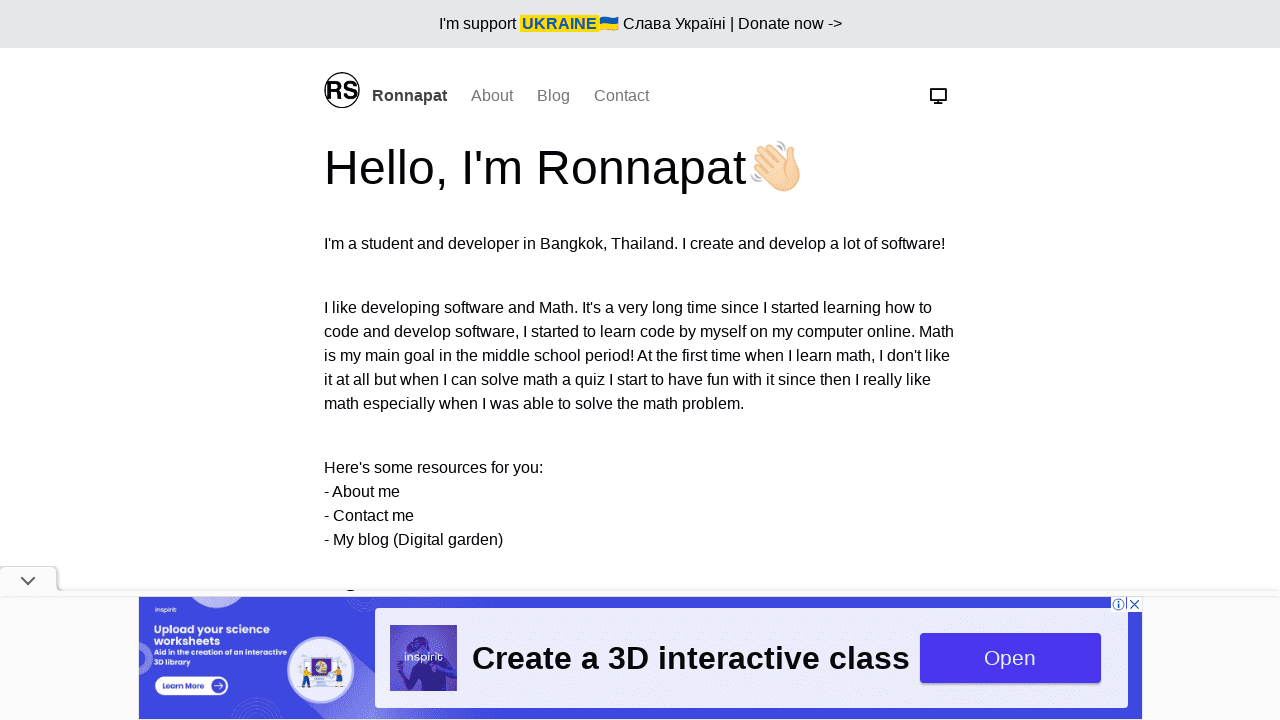 I'm support UKRAINE🇺🇦 Слава Україні | Donate now ->
RS Ronnapat About Blog Contact
Hello, I'm Ronnapat👋🏻
I'm a student and developer in Bangkok, Thailand. I create and develop a lot of software!
I like developing software and Math. It's a very long time since I started learning how to
code and develop software, I started to learn code by myself on my computer online. Math
is my main goal in the middle school period! At the first time when I learn math, I don't like
it at all but when I can solve math a quiz I start to have fun with it since then I really like
math especially when I was able to solve the math problem.
Here's some resources for you:
- About me
- Contact me
- My blog (Digital garden)
inspirit
Upload your science
worksheets
Aid in the creation of an interactive
3D library
Learn More
inspirit
Create a 3D interactive class
Open